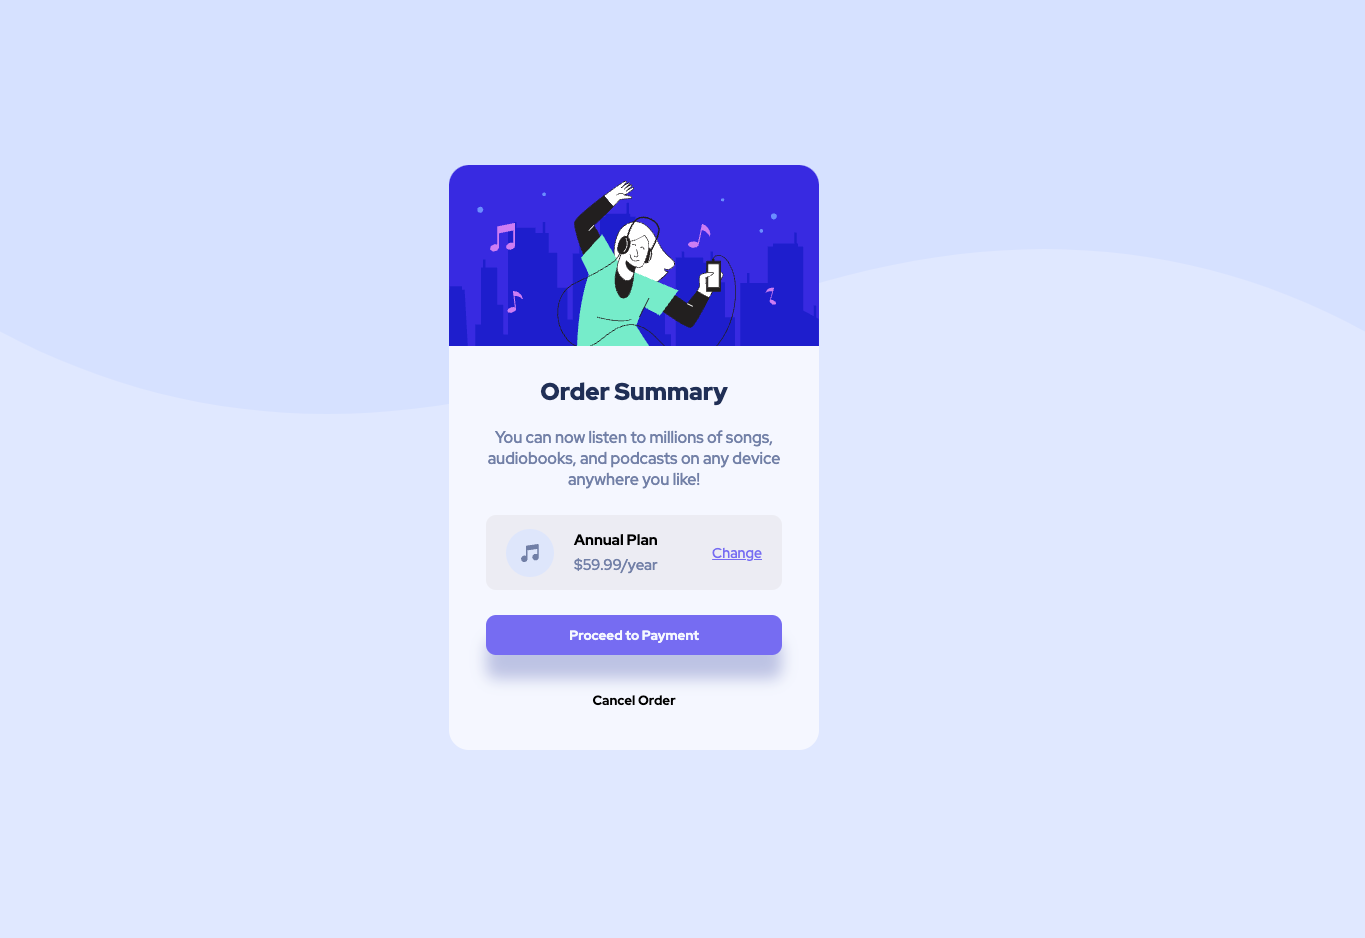 Order Summary
You can now listen to millions of songs,
audiobooks, and podcasts on any device
anywhere you like!
Annual Plan
$59.99/year
Change
Proceed to Payment
Cancel Order